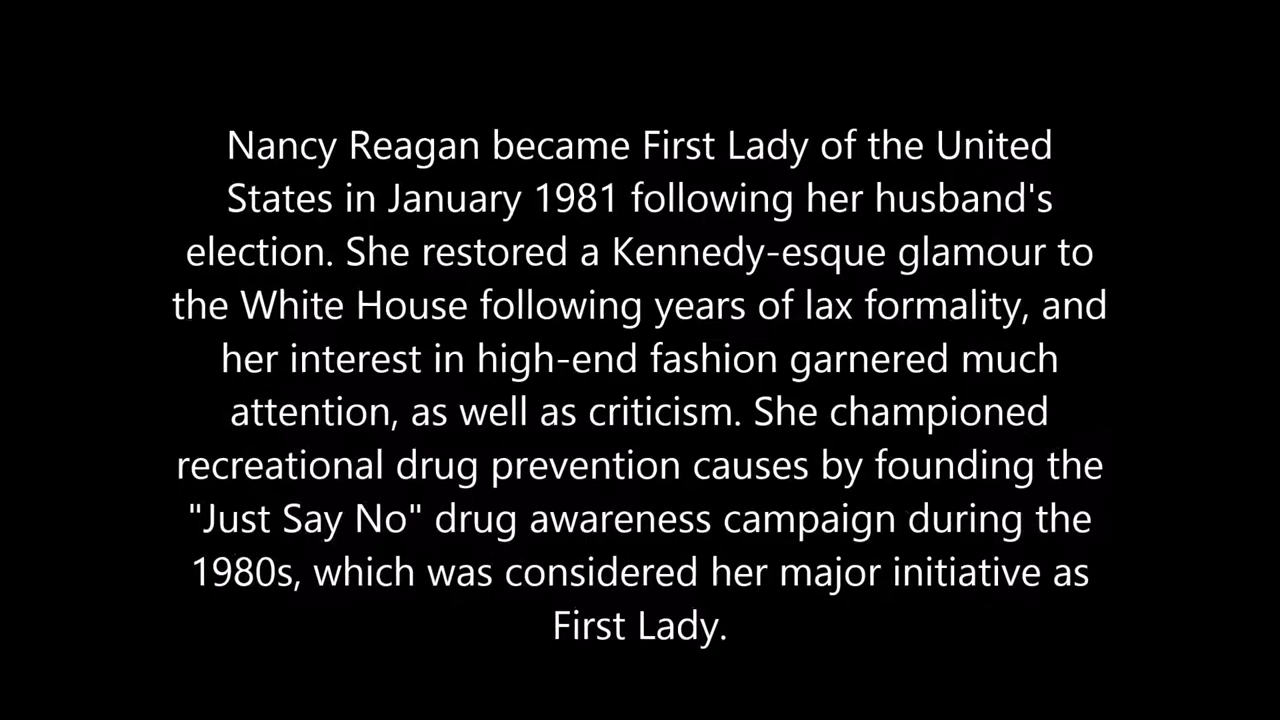 Nancy Reagan became First Lady of the United
States in January 1981 following her husband's
election. She restored a Kennedy-esque glamour to
the White House following years of lax formality, and
her interest in high-end fashion garnered much
attention, as well as criticism. She championed
recreational drug prevention causes by founding the
"Just Say No" drug awareness campaign during the
1980s, which was considered her major initiative as
First Lady.